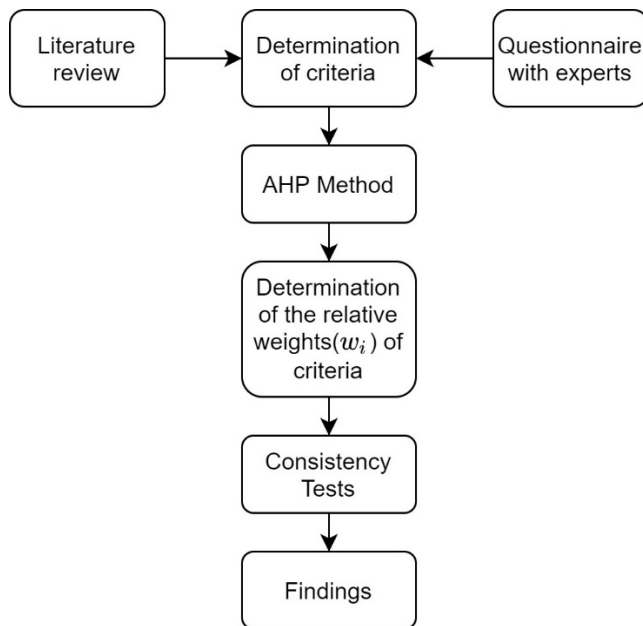 Literature
review
Determination
of criteria
Questionnaire
with experts
AHP Method
Determination
of the relative
weights(w_i) of
criteria
Consistency
Tests
Findings